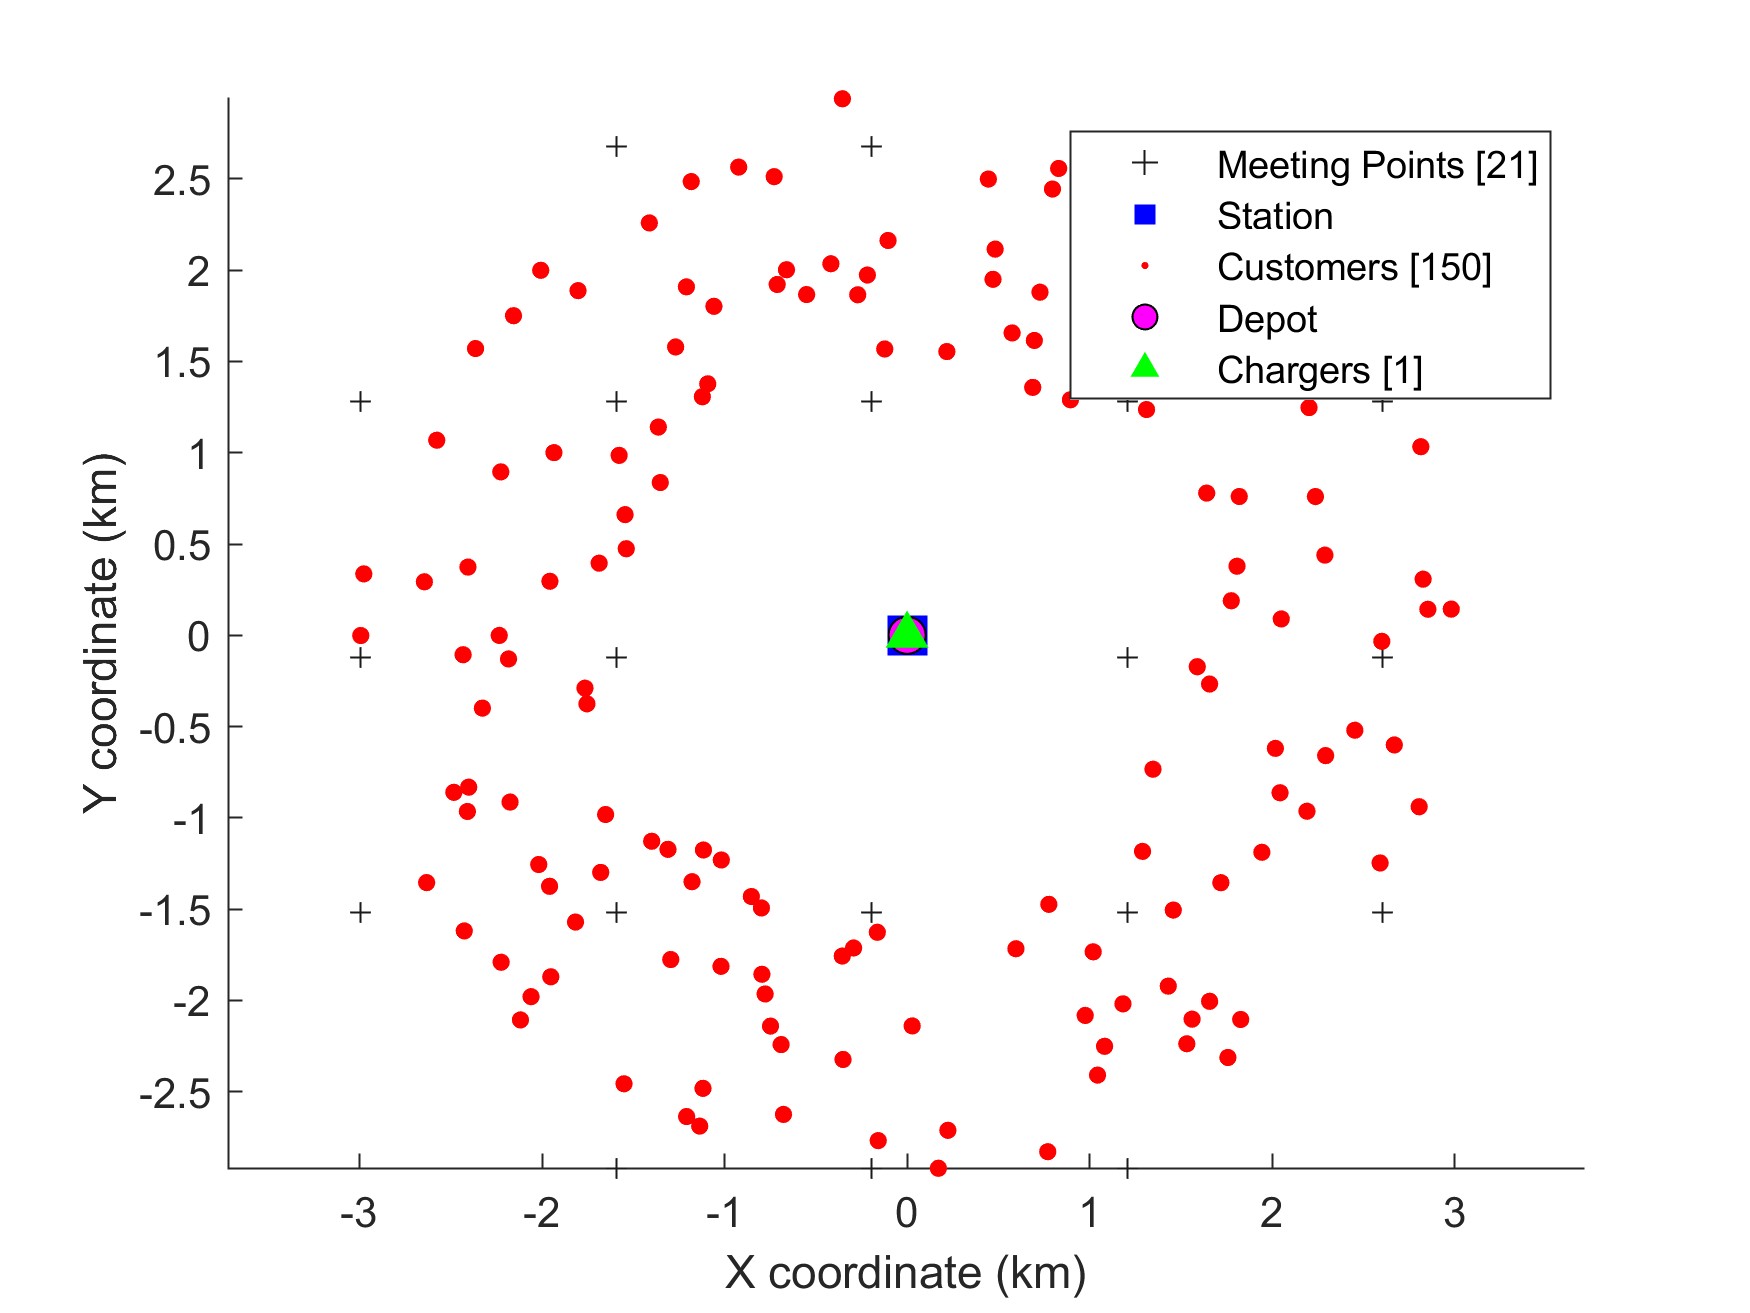 Meeting Points [21]
Station
Customers [150]
Depot
Chargers [1]
2.5
2
1.5
1
0.5
0
-0.5
-1
-1.5
-2
-2.5
Y coordinate (km)
-3 -2 -1 0 1 2 3
X coordinate (km)